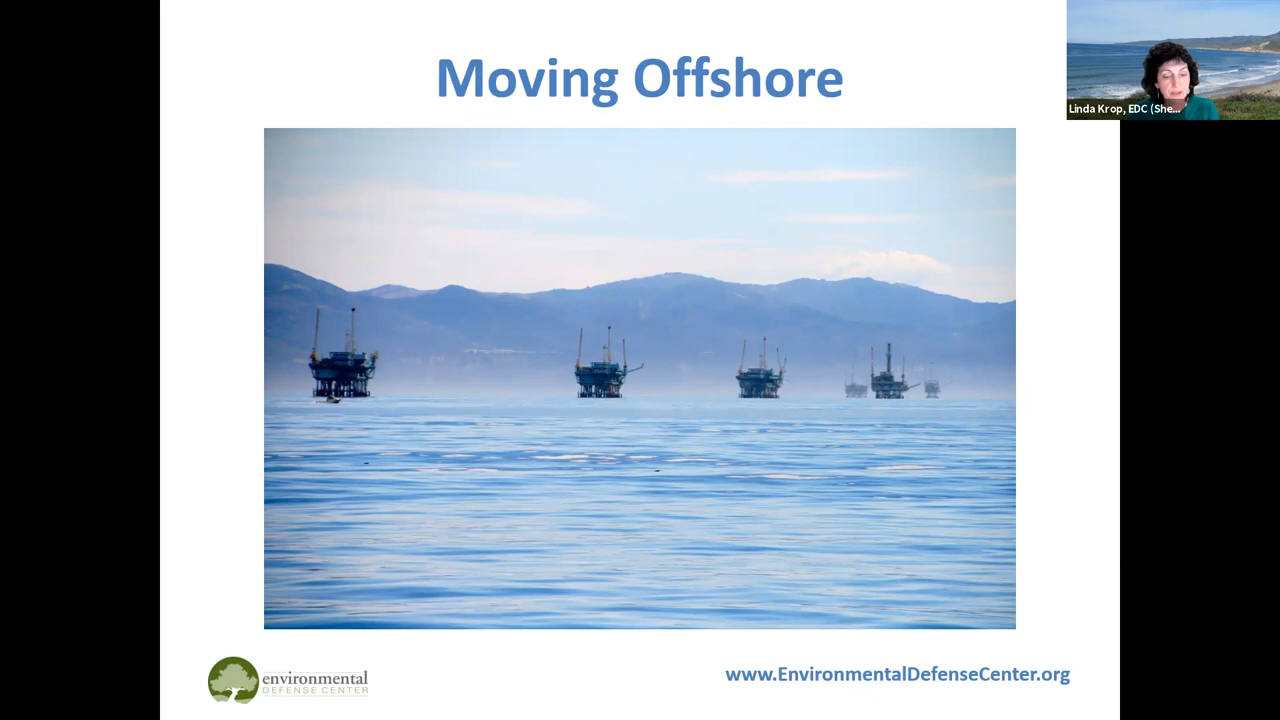 Moving Offshore
Linda Krop, EDC (She...
environmental
DEFENSE CENTER
www.EnvironmentalDefenseCenter.org